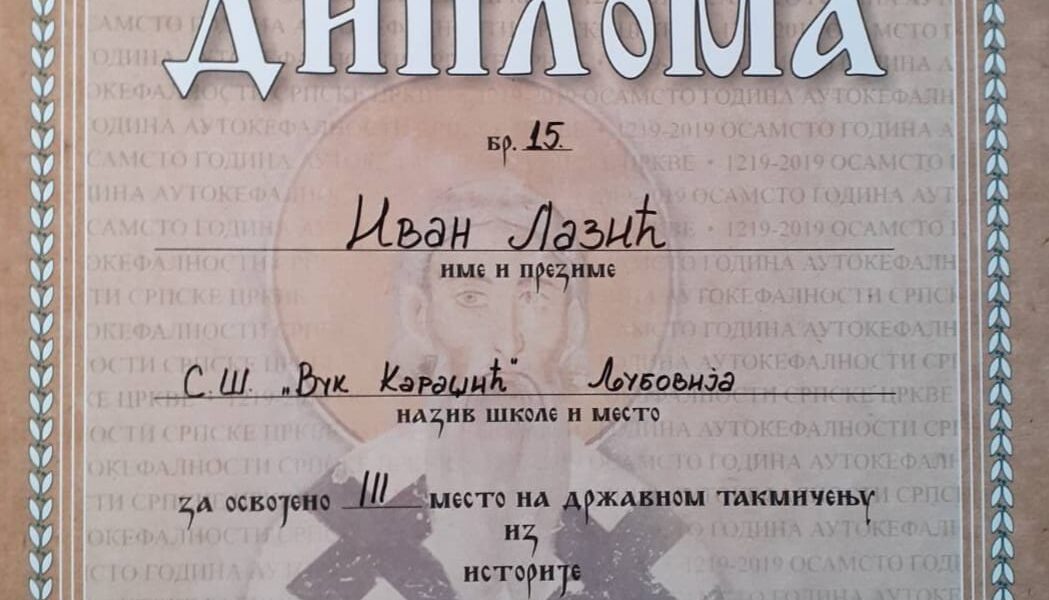 ДИПЛОМА
бр. 15.
Иван Лазић
име и презиме
С.Ш. „Вук Караџић" Љубовија
назив школе и место
за освојено III место на државном такмичењу
из
историје